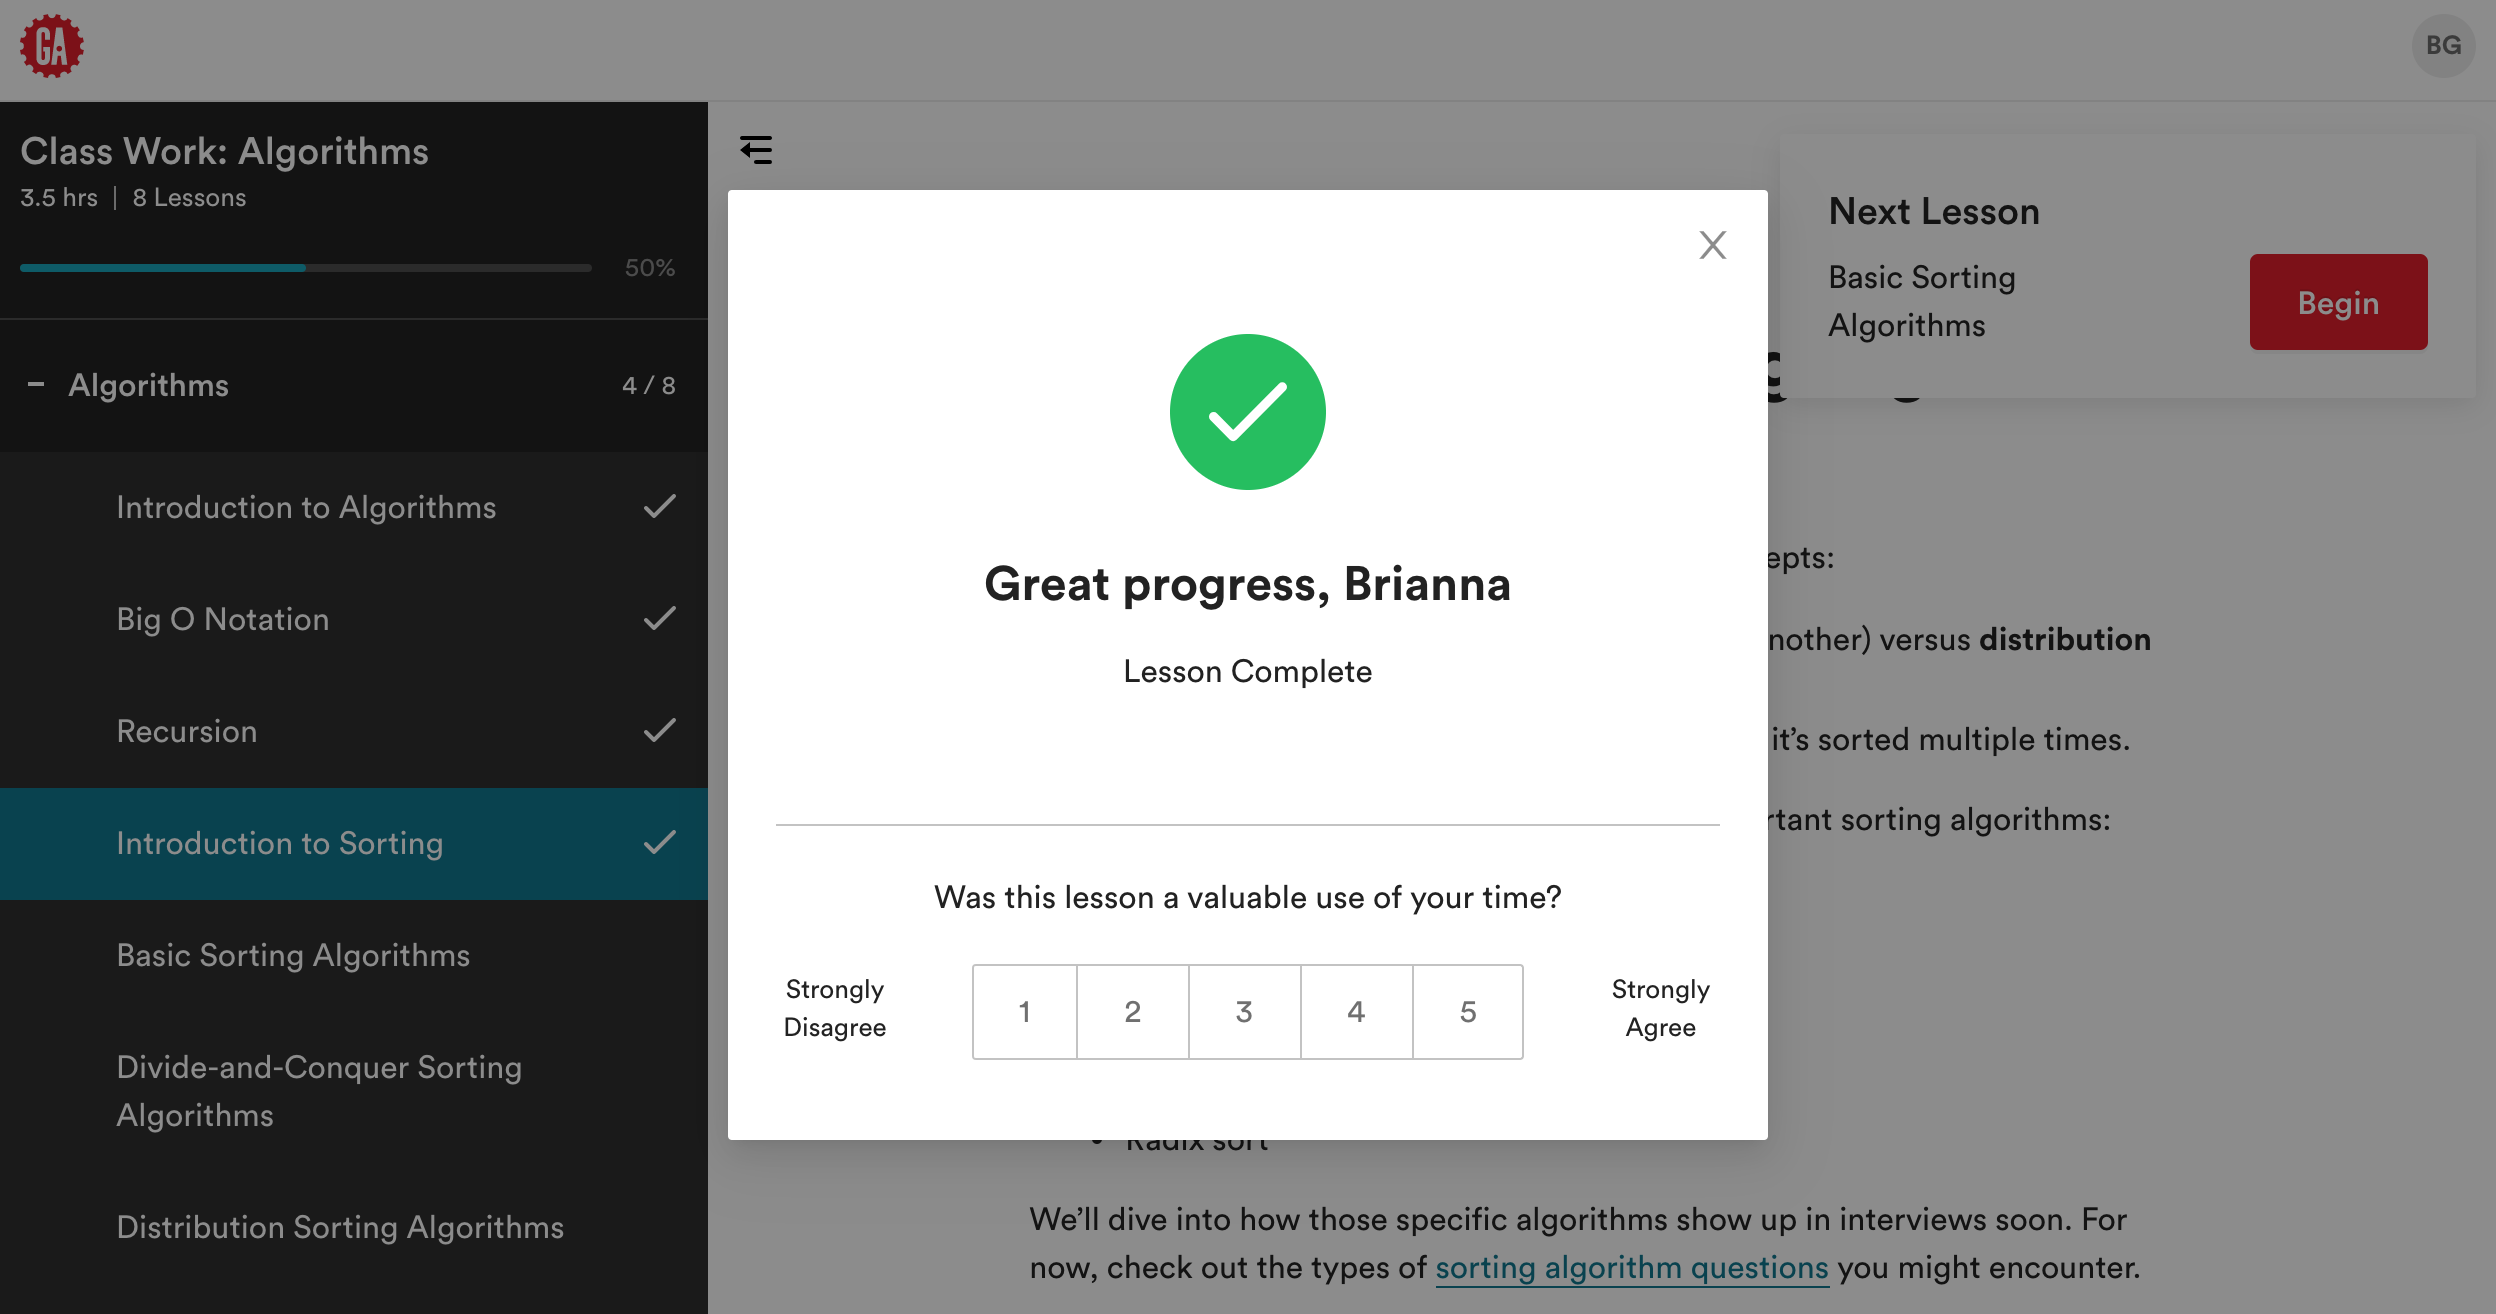 GA
BG
Class Work: Algorithms
3.5 hrs | 8 Lessons
50%
Algorithms
4 / 8
Introduction to Algorithms
Big O Notation
Recursion
Introduction to Sorting
Basic Sorting Algorithms
Divide-and-Conquer Sorting
Algorithms
Distribution Sorting Algorithms
Next Lesson
Basic Sorting
Algorithms
Begin
X
Great progress, Brianna
Lesson Complete
Was this lesson a valuable use of your time?
Strongly
Disagree
1 2 3 4 5
Strongly
Agree
epts:
nother) versus distribution
it's sorted multiple times.
rtant sorting algorithms:
Radix sort
We'll dive into how those specific algorithms show up in interviews soon. For
now, check out the types of sorting algorithm questions you might encounter.